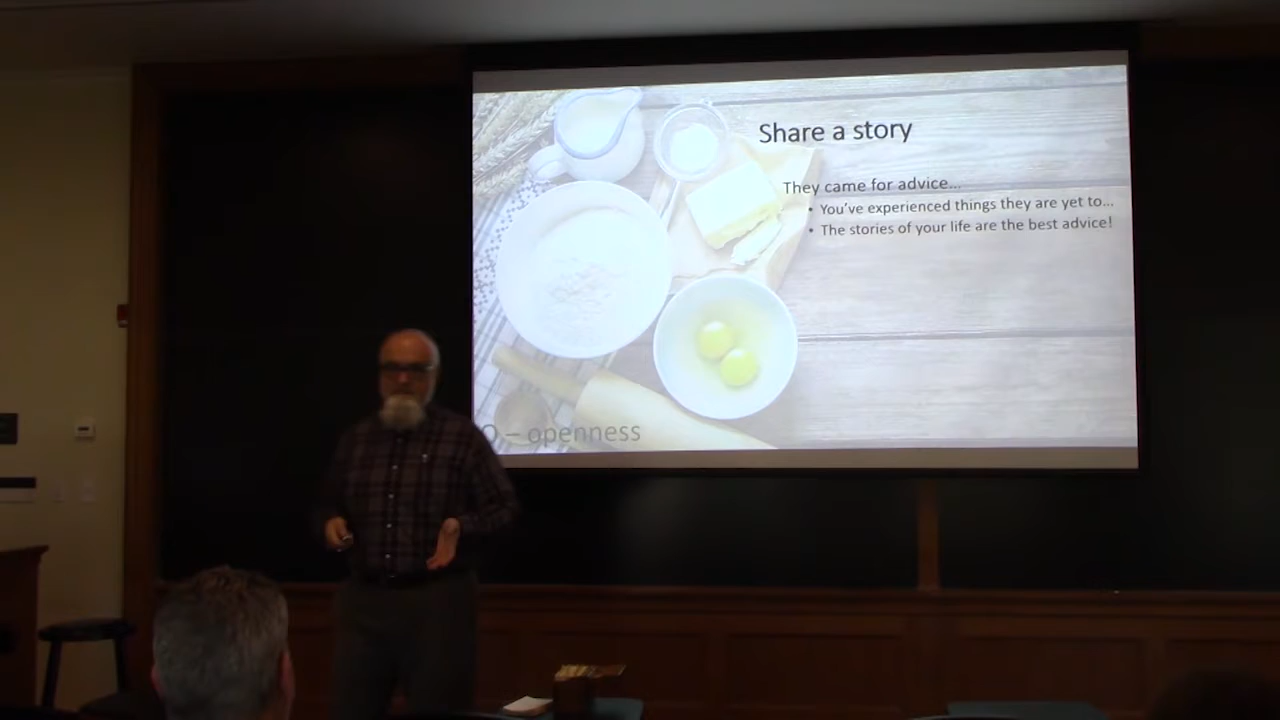 Share a story
They came for advice...
• You've experienced things they are yet to...
• The stories of your life are the best advice!
O – openness